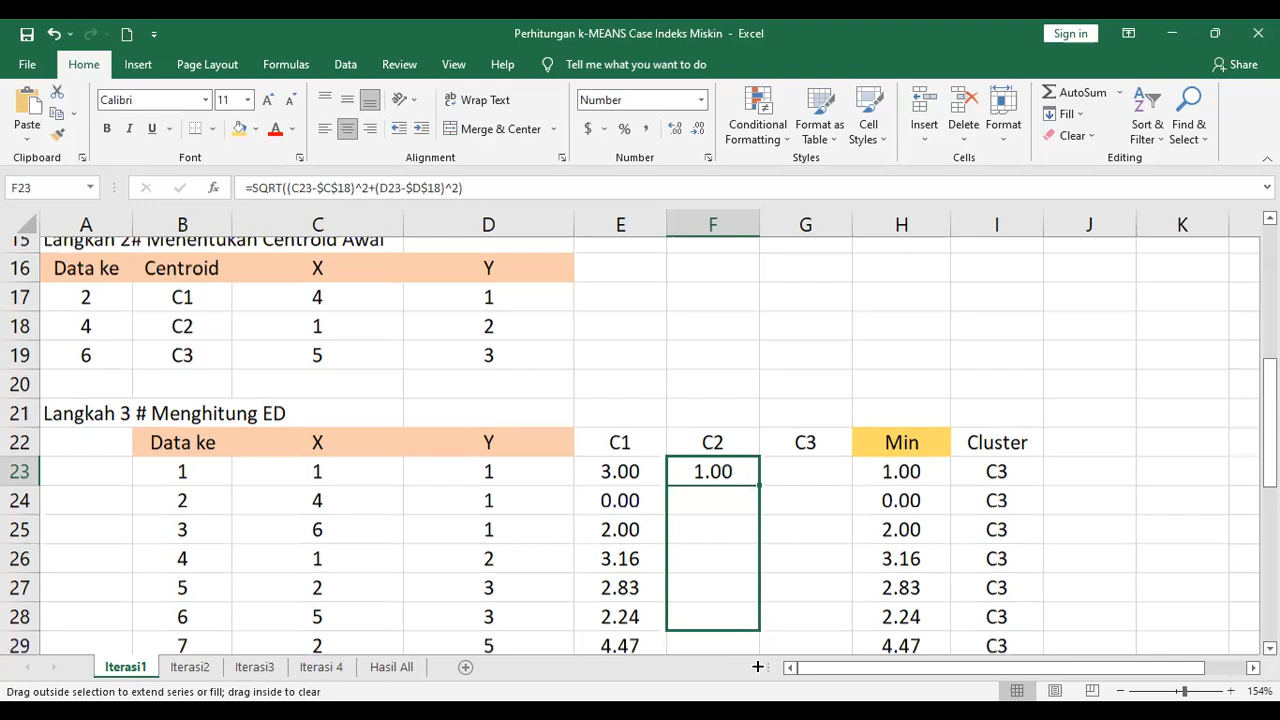 Perhitungan k-MEANS Case Indeks Miskin - Excel
Sign in
File Home Insert Page Layout Formulas Data Review View Help Tell me what you want to do Share
Paste
Calibri 11
B I U
Wrap Text
Merge & Center
Number
$ % ,
Conditional Formatting
Format as Table
Cell Styles
Insert Delete Format
AutoSum
Fill
Clear
Sort & Filter
Find & Select
Clipboard Font Alignment Number Styles Cells Editing
F23 fx =SQRT((C23-$C$18)^2+(D23-$D$18)^2)
A B C D E F G H I J K
15 Langkah 2# Menentukan Centroid Awal
16 Data ke Centroid X Y
17 2 C1 4 1
18 4 C2 1 2
19 6 C3 5 3
20
21 Langkah 3 # Menghitung ED
22 Data ke X Y C1 C2 C3 Min Cluster
23 1 1 1 3.00 1.00 1.00 C3
24 2 4 1 0.00 0.00 C3
25 3 6 1 2.00 2.00 C3
26 4 1 2 3.16 3.16 C3
27 5 2 3 2.83 2.83 C3
28 6 5 3 2.24 2.24 C3
29 7 2 5 4.47 4.47 C3
Iterasi1 Iterasi2 Iterasi3 Iterasi 4 Hasil All
Drag outside selection to extend series or fill; drag inside to clear
154%